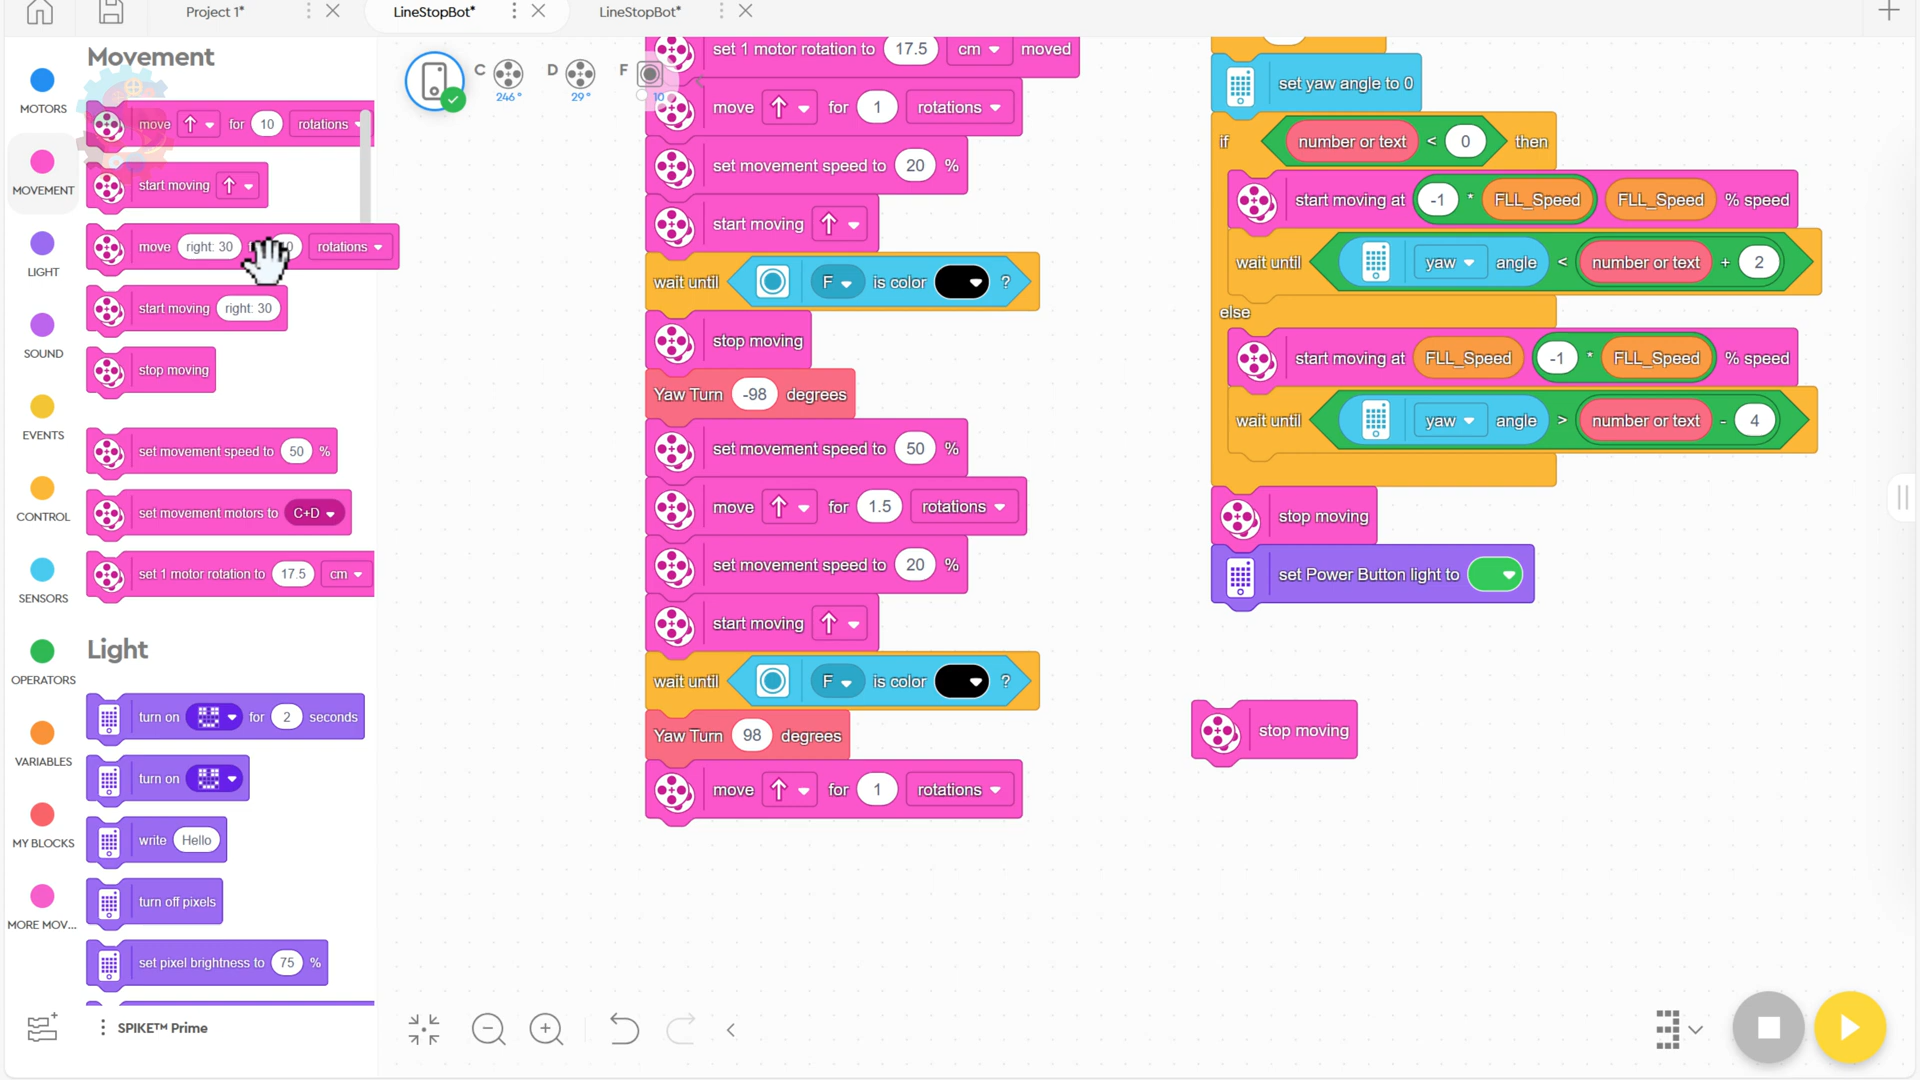 Project 1*
LineStopBot*
LineStopBot*
MOTORS
MOVEMENT
LIGHT
SOUND
EVENTS
CONTROL
SENSORS
OPERATORS
VARIABLES
MY BLOCKS
MORE MOV...
Movement
move for 10 rotations
start moving
move right: 30 rotations
start moving right: 30
stop moving
set movement speed to 50 %
set movement motors to C+D
set 1 motor rotation to 17.5 cm
Light
turn on for 2 seconds
turn on
write Hello
turn off pixels
set pixel brightness to 75 %
SPIKE™ Prime
C 246°
D 29°
F 10
set 1 motor rotation to 17.5 cm moved
move for 1 rotations
set movement speed to 20 %
start moving
wait until F is color ?
stop moving
Yaw Turn -98 degrees
set movement speed to 50 %
move for 1.5 rotations
set movement speed to 20 %
start moving
wait until F is color ?
Yaw Turn 98 degrees
move for 1 rotations
set yaw angle to 0
if number or text < 0 then
start moving at -1 * FLL_Speed FLL_Speed % speed
wait until yaw angle < number or text + 2
else
start moving at FLL_Speed -1 * FLL_Speed % speed
wait until yaw angle > number or text - 4
stop moving
set Power Button light to
stop moving